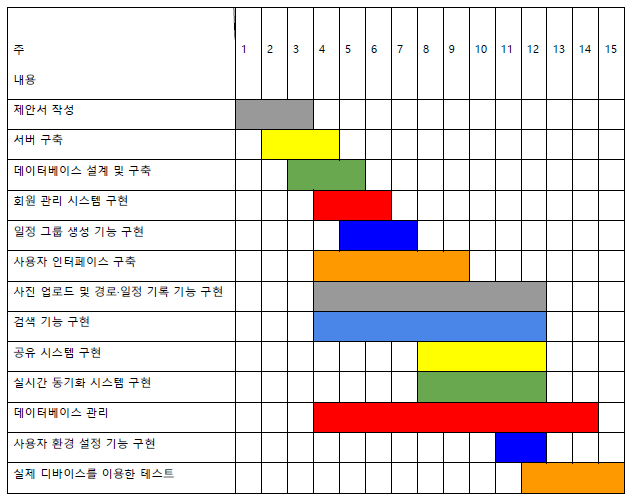 주 1 2 3 4 5 6 7 8 9 10 11 12 13 14 15
내용
제안서 작성
서버 구축
데이터베이스 설계 및 구축
회원 관리 시스템 구현
일정 그룹 생성 기능 구현
사용자 인터페이스 구축
사진 업로드 및 경로·일정 기록 기능 구현
검색 기능 구현
공유 시스템 구현
실시간 동기화 시스템 구현
데이터베이스 관리
사용자 환경 설정 기능 구현
실제 디바이스를 이용한 테스트